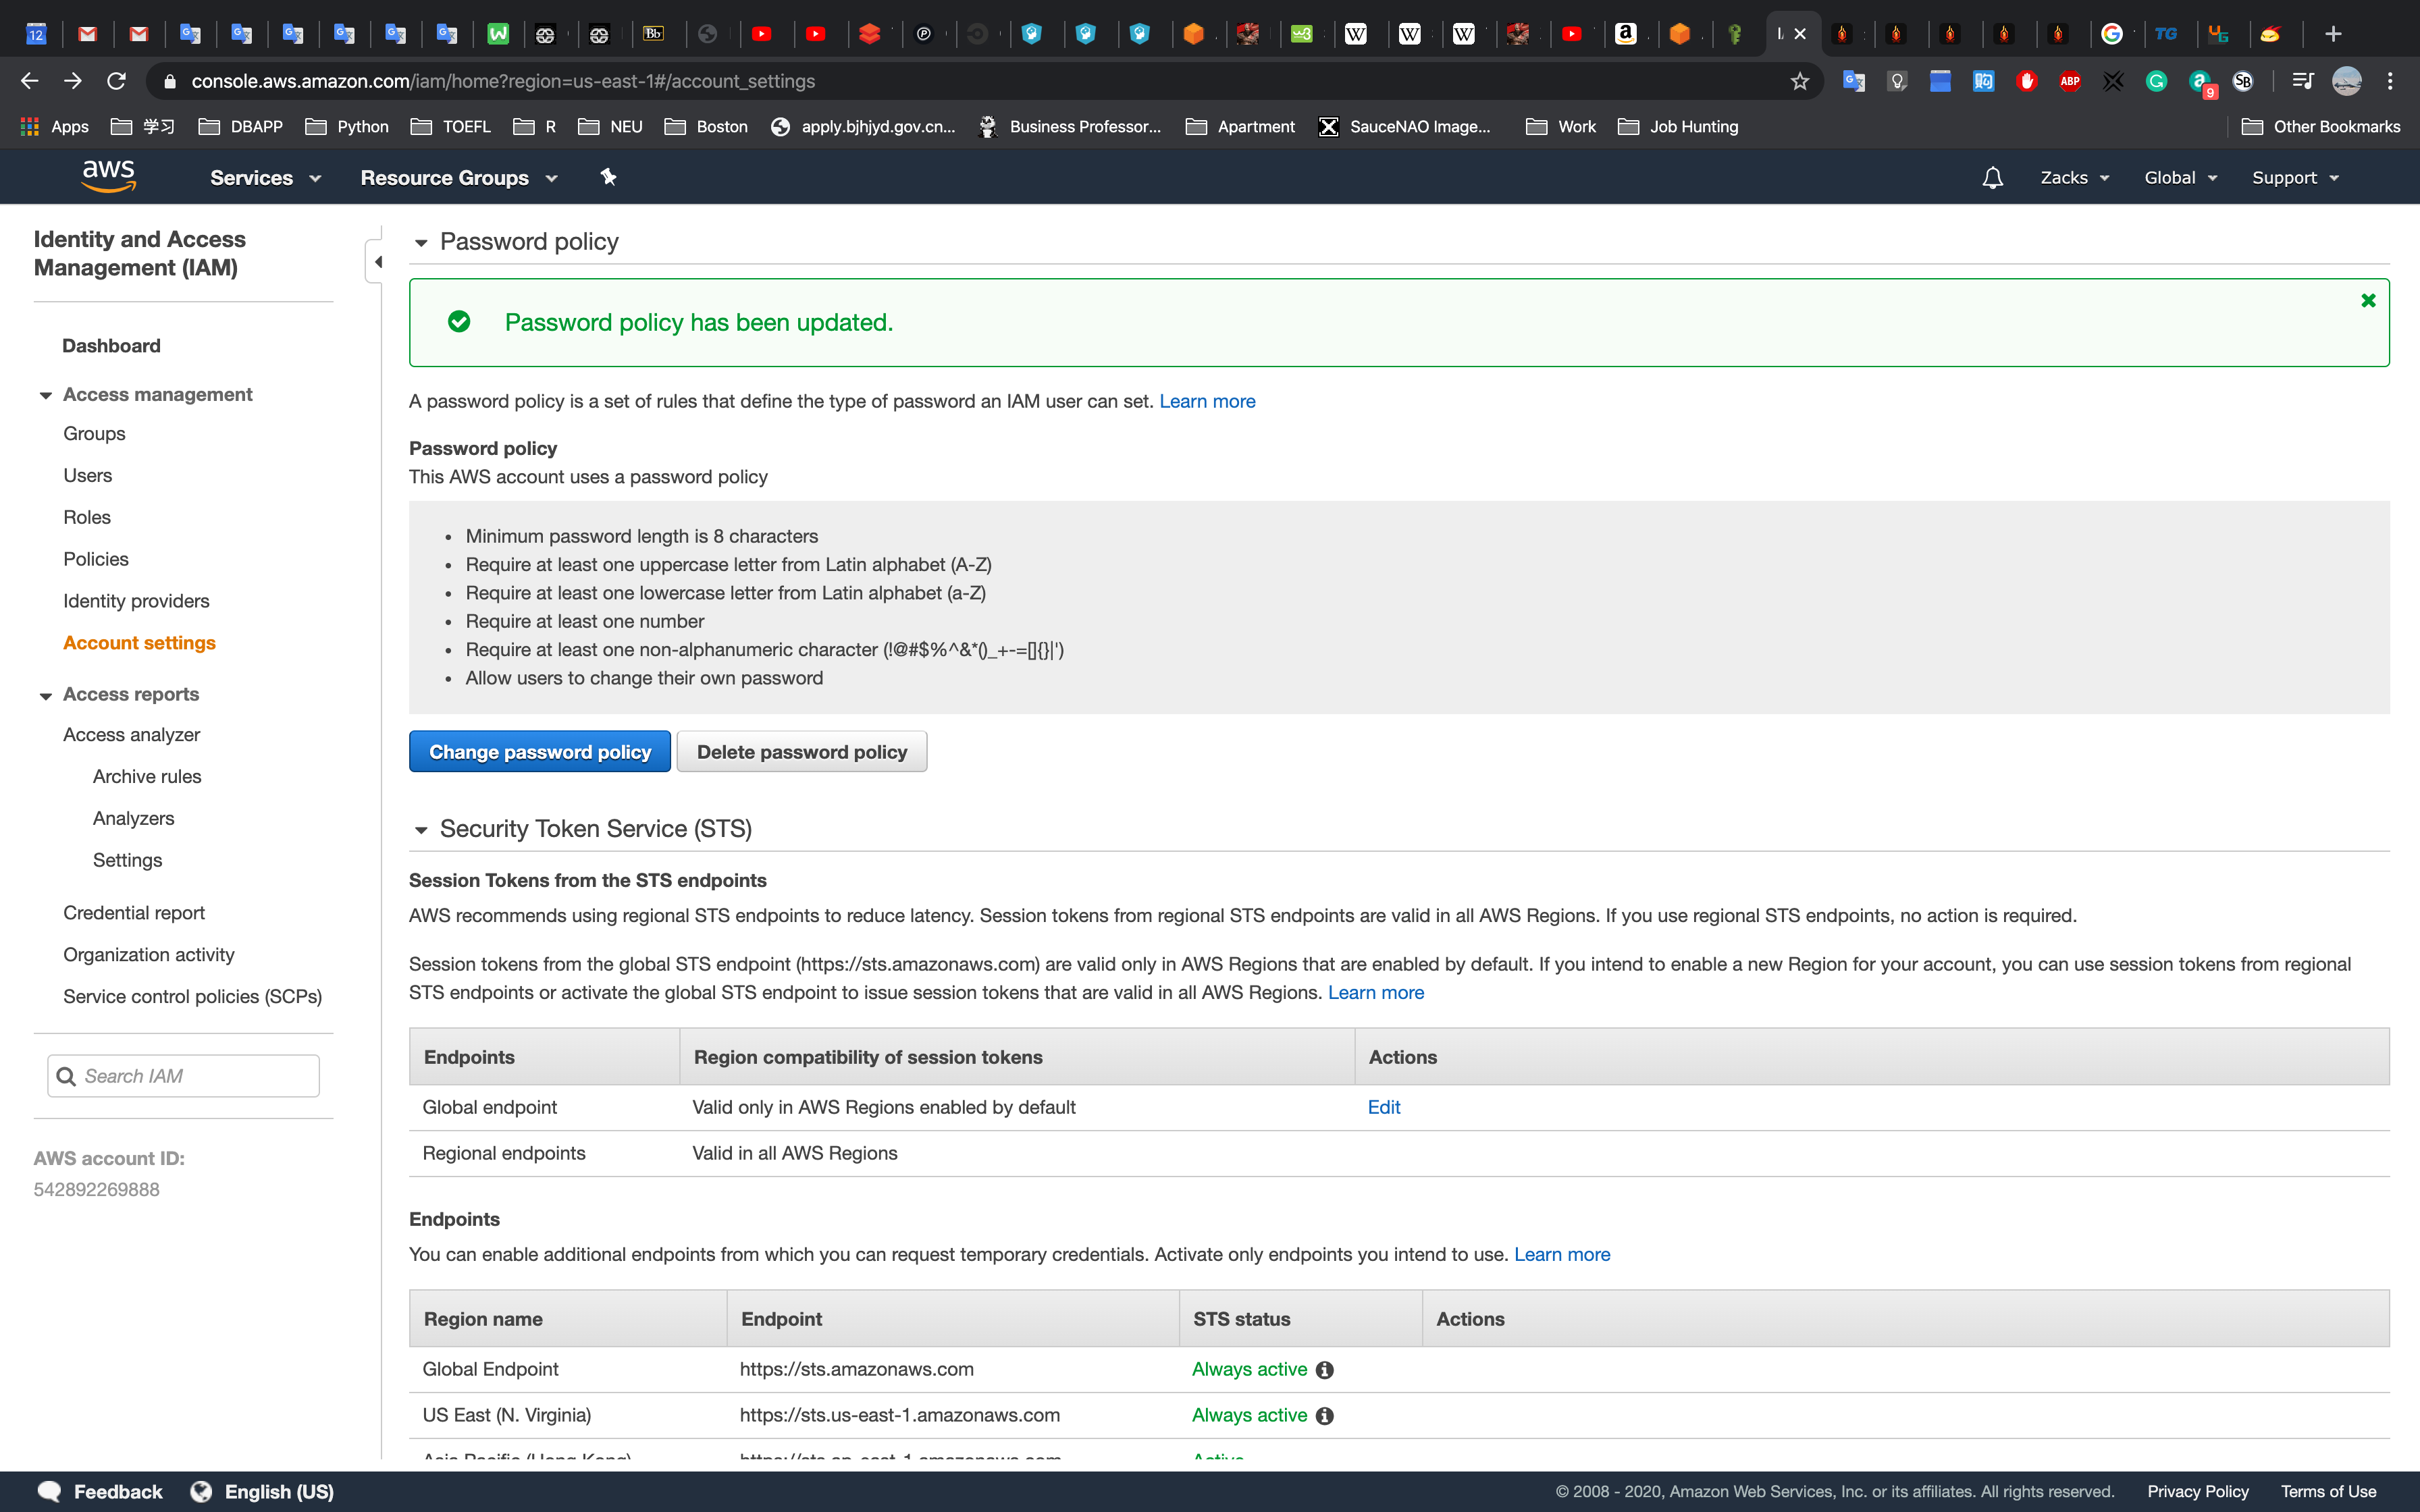 console.aws.amazon.com/iam/home?region=us-east-1#/account_settings
Apps 学习 DBAPP Python TOEFL R NEU Boston apply.bjhjyd.gov.cn... Business Professor... Apartment SauceNAO Image... Work Job Hunting Other Bookmarks
aws Services Resource Groups Zacks Global Support
Identity and Access
Management (IAM)
Dashboard
Access management
Groups
Users
Roles
Policies
Identity providers
Account settings
Access reports
Access analyzer
Archive rules
Analyzers
Settings
Credential report
Organization activity
Service control policies (SCPs)
Search IAM
AWS account ID:
542892269888
Password policy
Password policy has been updated.
A password policy is a set of rules that define the type of password an IAM user can set. Learn more
Password policy
This AWS account uses a password policy
• Minimum password length is 8 characters
• Require at least one uppercase letter from Latin alphabet (A-Z)
• Require at least one lowercase letter from Latin alphabet (a-Z)
• Require at least one number
• Require at least one non-alphanumeric character (!@#$%^&*()_+-=[]{}|')
• Allow users to change their own password
Change password policy Delete password policy
Security Token Service (STS)
Session Tokens from the STS endpoints
AWS recommends using regional STS endpoints to reduce latency. Session tokens from regional STS endpoints are valid in all AWS Regions. If you use regional STS endpoints, no action is required.
Session tokens from the global STS endpoint (https://sts.amazonaws.com) are valid only in AWS Regions that are enabled by default. If you intend to enable a new Region for your account, you can use session tokens from regional
STS endpoints or activate the global STS endpoint to issue session tokens that are valid in all AWS Regions. Learn more
Endpoints Region compatibility of session tokens Actions
Global endpoint Valid only in AWS Regions enabled by default Edit
Regional endpoints Valid in all AWS Regions
Endpoints
You can enable additional endpoints from which you can request temporary credentials. Activate only endpoints you intend to use. Learn more
Region name Endpoint STS status Actions
Global Endpoint https://sts.amazonaws.com Always active
US East (N. Virginia) https://sts.us-east-1.amazonaws.com Always active
Asia Pacific (Hong Kong) https://sts.ap-east-1.amazonaws.com Active
Feedback English (US) © 2008 - 2020, Amazon Web Services, Inc. or its affiliates. All rights reserved. Privacy Policy Terms of Use